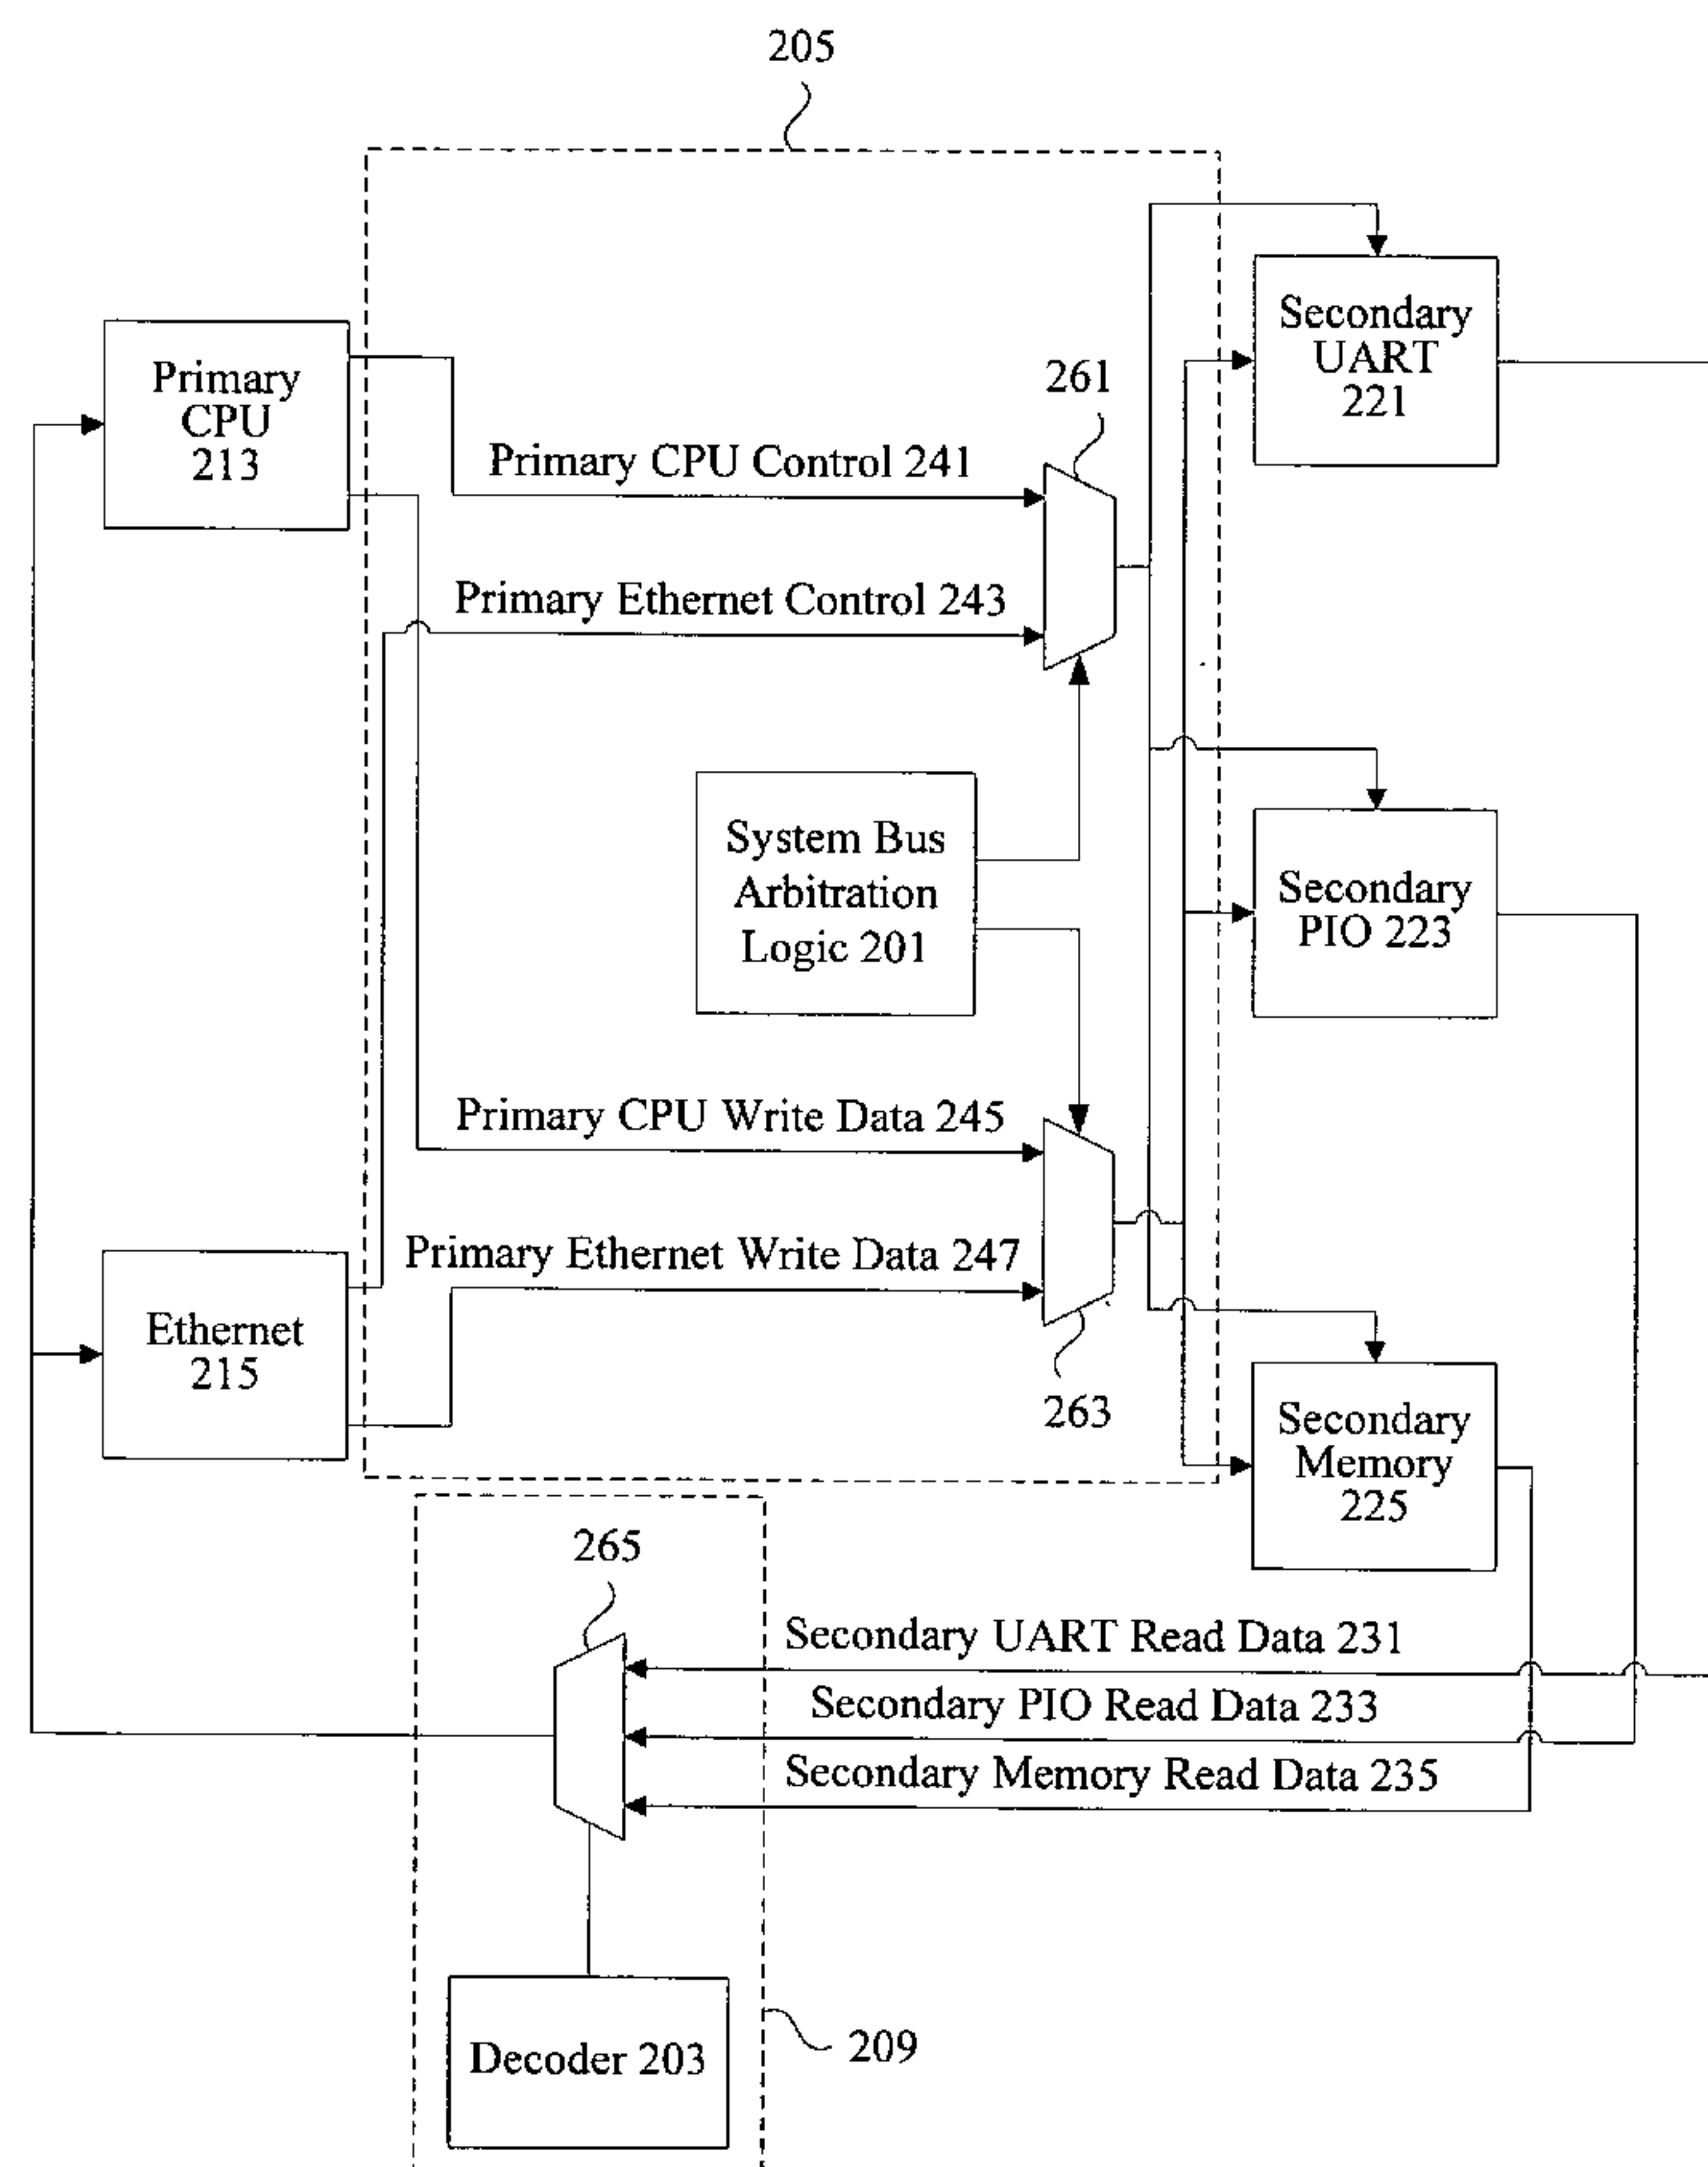 205
Primary
CPU
213
Secondary
UART
221
261
Primary CPU Control 241
Primary Ethernet Control 243
System Bus
Arbitration
Logic 201
Secondary
PIO 223
Primary CPU Write Data 245
Primary Ethernet Write Data 247
Ethernet
215
263
Secondary
Memory
225
265
Secondary UART Read Data 231
Secondary PIO Read Data 233
Secondary Memory Read Data 235
Decoder 203
209